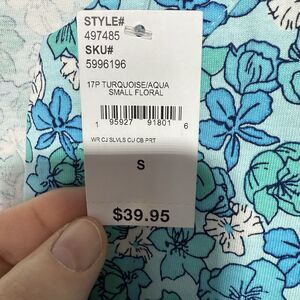 STYLE#
497485
SKU#
5996196
17P TURQUOISE/AQUA
SMALL FLORAL
1 95927 91801 6
WR CJ SLVLS CU CB PRT
S
$39.95